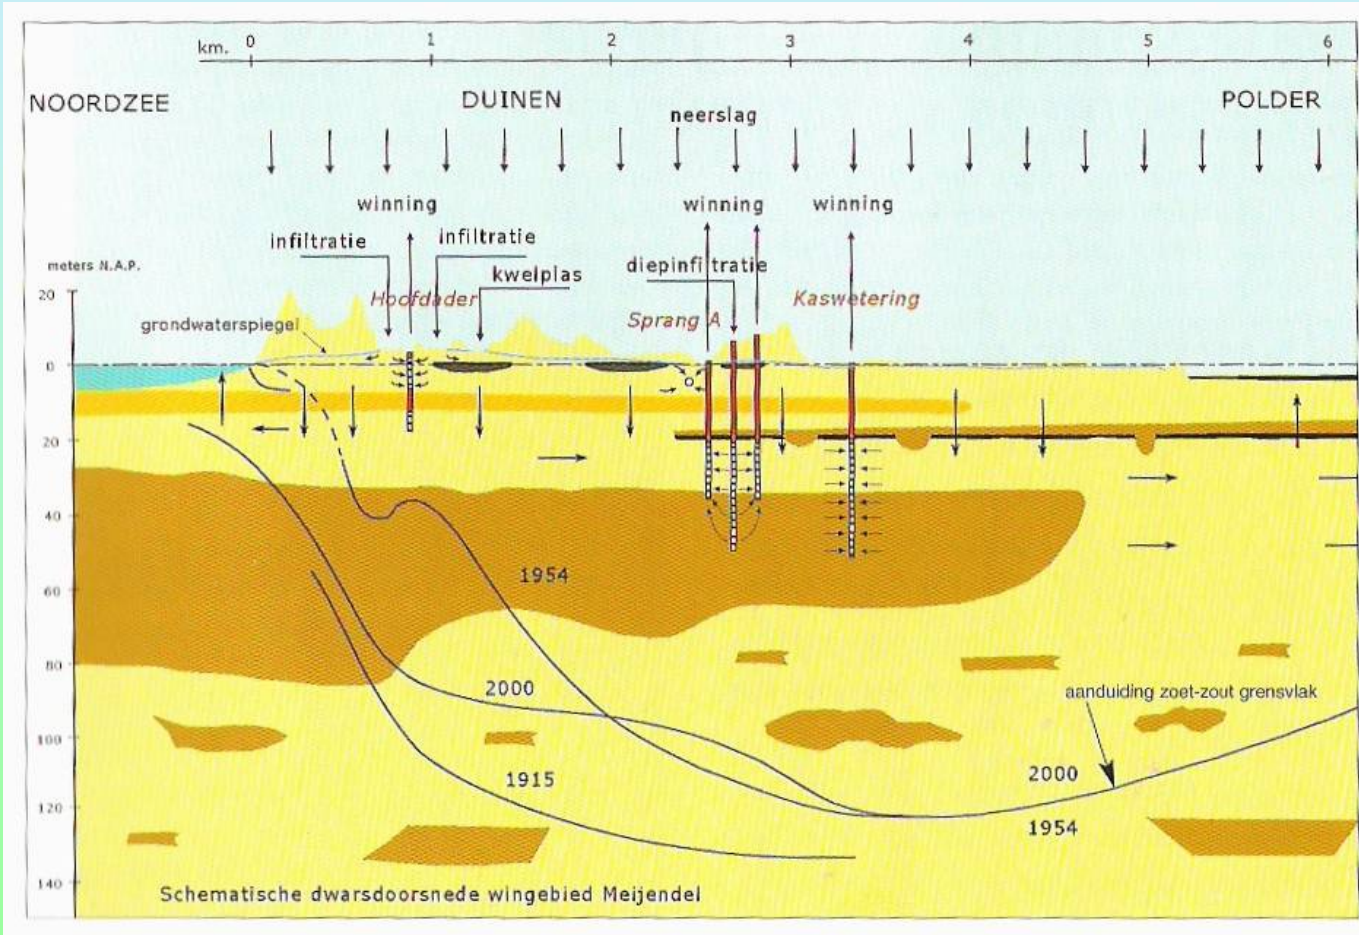 km. 0 1 2 3 4 5 6
NOORDZEE DUINEN POLDER
neerslag
winning winning winning
infiltratie infiltratie
meters N.A.P. kwelplas diepinfiltratie
20 Hoofdader Kaswetering
grondwaterspiegel Sprang A
0
20
40
1954
60
80
2000 aanduiding zoet-zout grensvlak
100
1915 2000
120
1954
140
Schematische dwarsdoorsnede wingebied Meijendel